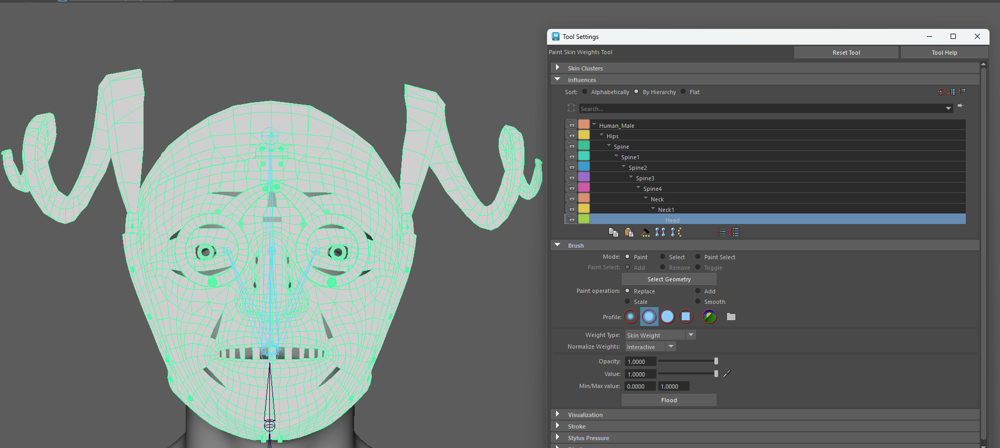 Tool Settings
Paint Skin Weights Tool
Reset Tool
Tool Help
Skin Clusters
Influences
Sort: Alphabetically By Hierarchy Flat
Search...
Human_Male
Hips
Spine
Spine1
Spine2
Spine3
Spine4
Neck
Neck1
Head
Brush
Mode: Paint Select Paint Select
Paint Select: Add Remove Toggle
Select Geometry
Paint operation: Replace Add
Scale Smooth
Profile:
Weight Type: Skin Weight
Normalize Weights: Interactive
Opacity: 1.0000
Value: 1.0000
Min/Max value: 0.0000 1.0000
Flood
Visualization
Stroke
Stylus Pressure